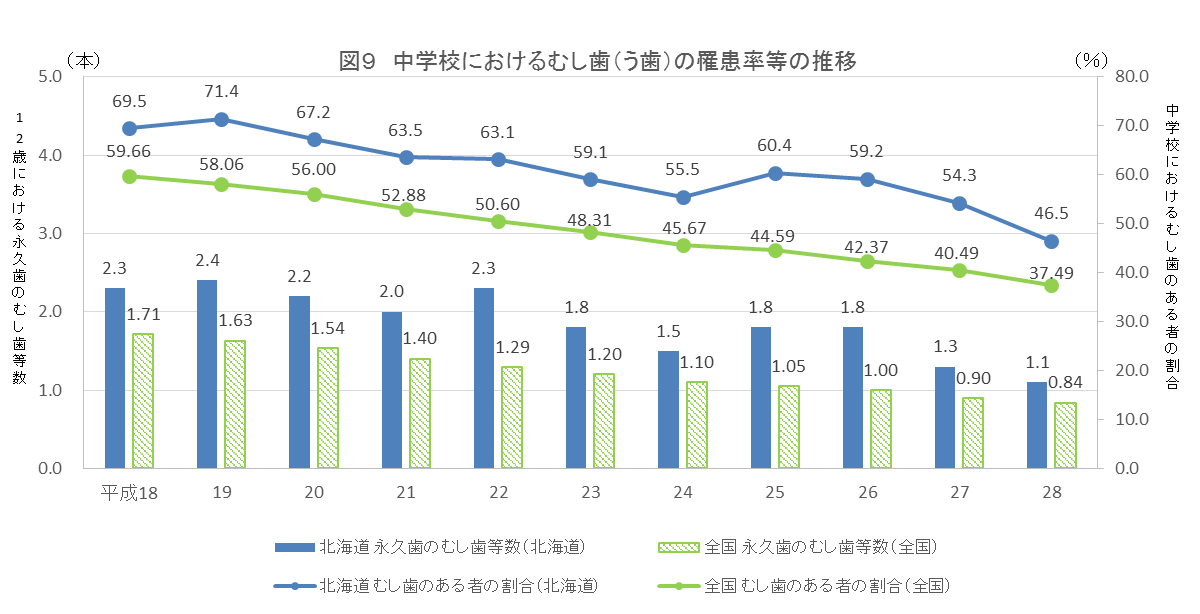 図９　中学校におけるむし歯（う歯）の罹患率等の推移
（本）
（%）
１２歳における永久歯のむし歯等数
中学校におけるむし歯のある者の割合
5.0
4.0
3.0
2.0
1.0
0.0
80.0
70.0
60.0
50.0
40.0
30.0
20.0
10.0
0.0
69.5 71.4 67.2 63.5 63.1 59.1 55.5 60.4 59.2 54.3 46.5
59.66 58.06 56.00 52.88 50.60 48.31 45.67 44.59 42.37 40.49 37.49
2.3 2.4 2.2 2.0 2.3 1.8 1.5 1.8 1.8 1.3 1.1
1.71 1.63 1.54 1.40 1.29 1.20 1.10 1.05 1.00 0.90 0.84
平成18 19 20 21 22 23 24 25 26 27 28
北海道 永久歯のむし歯等数（北海道）
全国 永久歯のむし歯等数（全国）
北海道 むし歯のある者の割合（北海道）
全国 むし歯のある者の割合（全国）